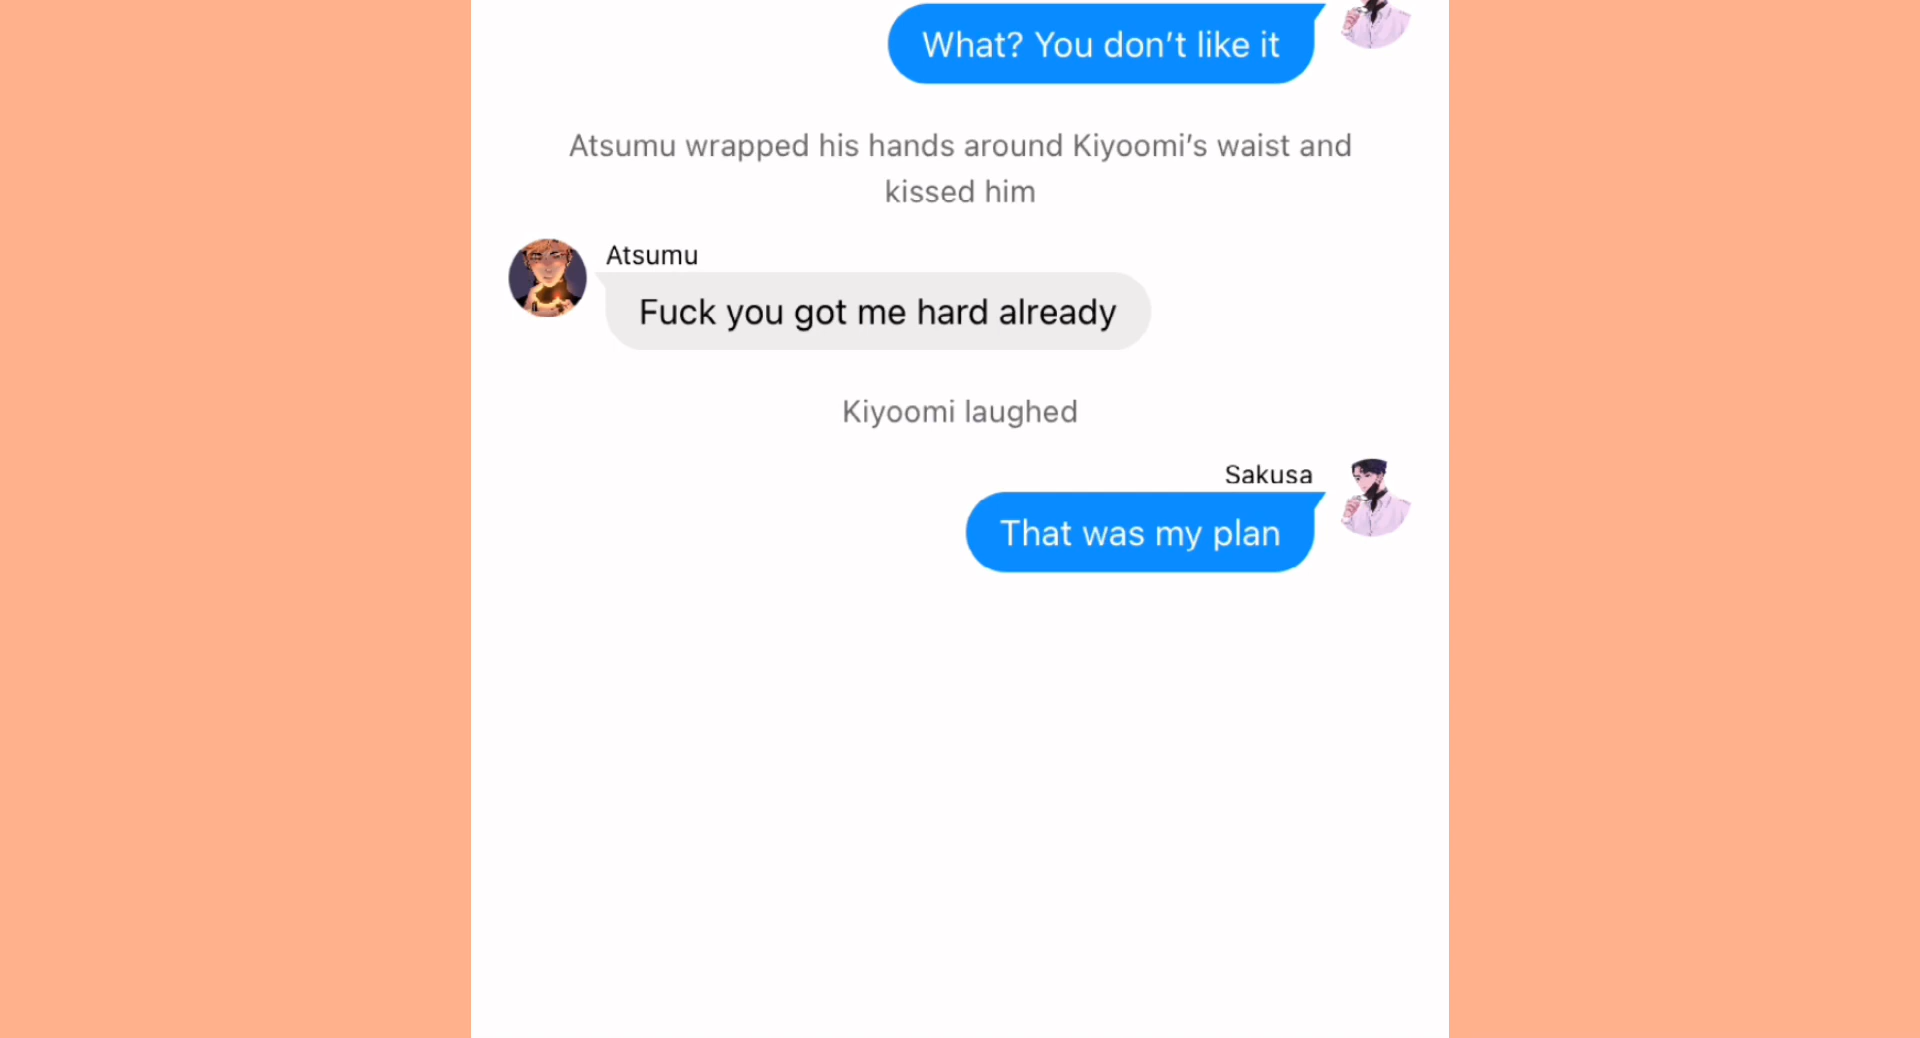 What? You don’t like it
Atsumu wrapped his hands around Kiyoomi’s waist and
kissed him
Atsumu
Fuck you got me hard already
Kiyoomi laughed
Sakusa
That was my plan